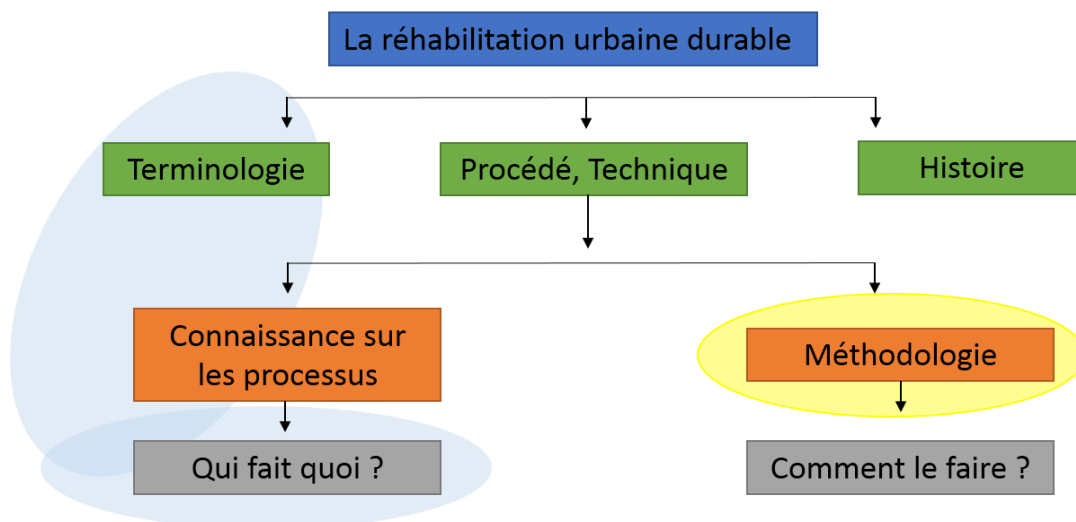 La réhabilitation urbaine durable
Terminologie
Procédé, Technique
Histoire
Connaissance sur
les processus
Méthodologie
Qui fait quoi ?
Comment le faire ?